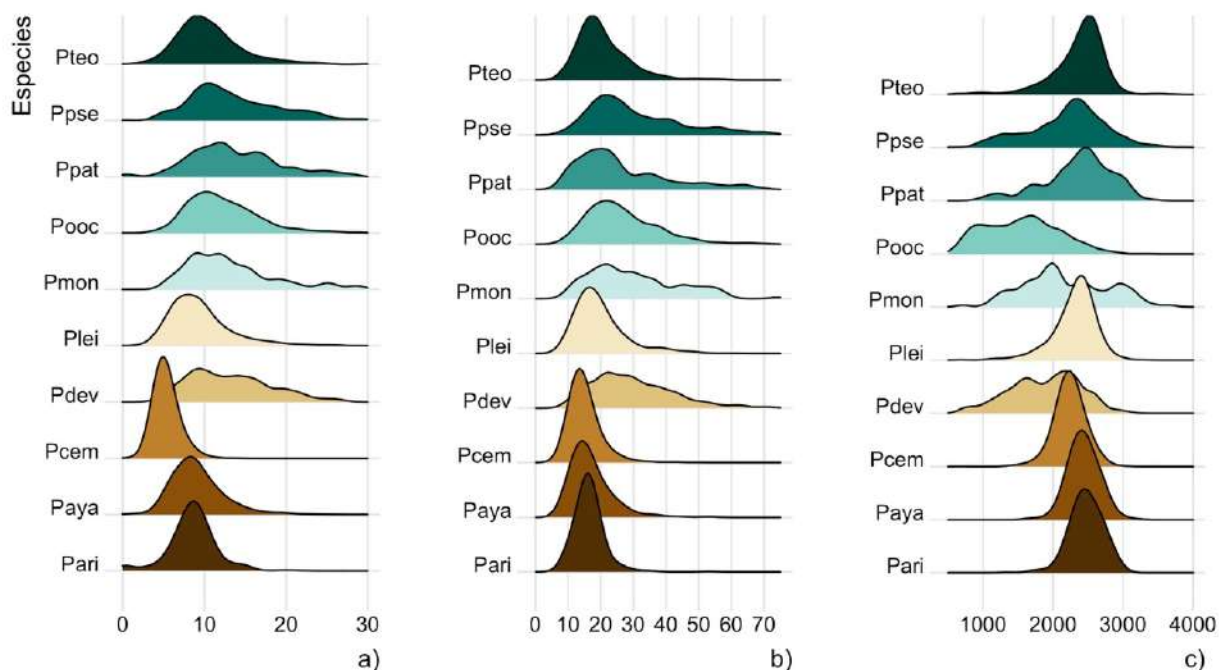 Especies
Pteo
Ppse
Ppat
Pooc
Pmon
Plei
Pdev
Pcem
Paya
Pari
0 10 20 30
a)
Pteo
Ppse
Ppat
Pooc
Pmon
Plei
Pdev
Pcem
Paya
Pari
0 10 20 30 40 50 60 70
b)
Pteo
Ppse
Ppat
Pooc
Pmon
Plei
Pdev
Pcem
Paya
Pari
1000 2000 3000 4000
c)